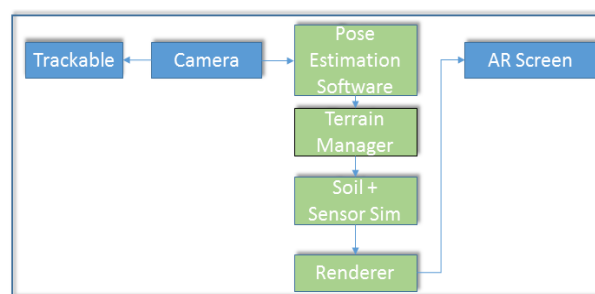 Trackable
Camera
Pose
Estimation
Software
AR Screen
Terrain
Manager
Soil +
Sensor Sim
Renderer